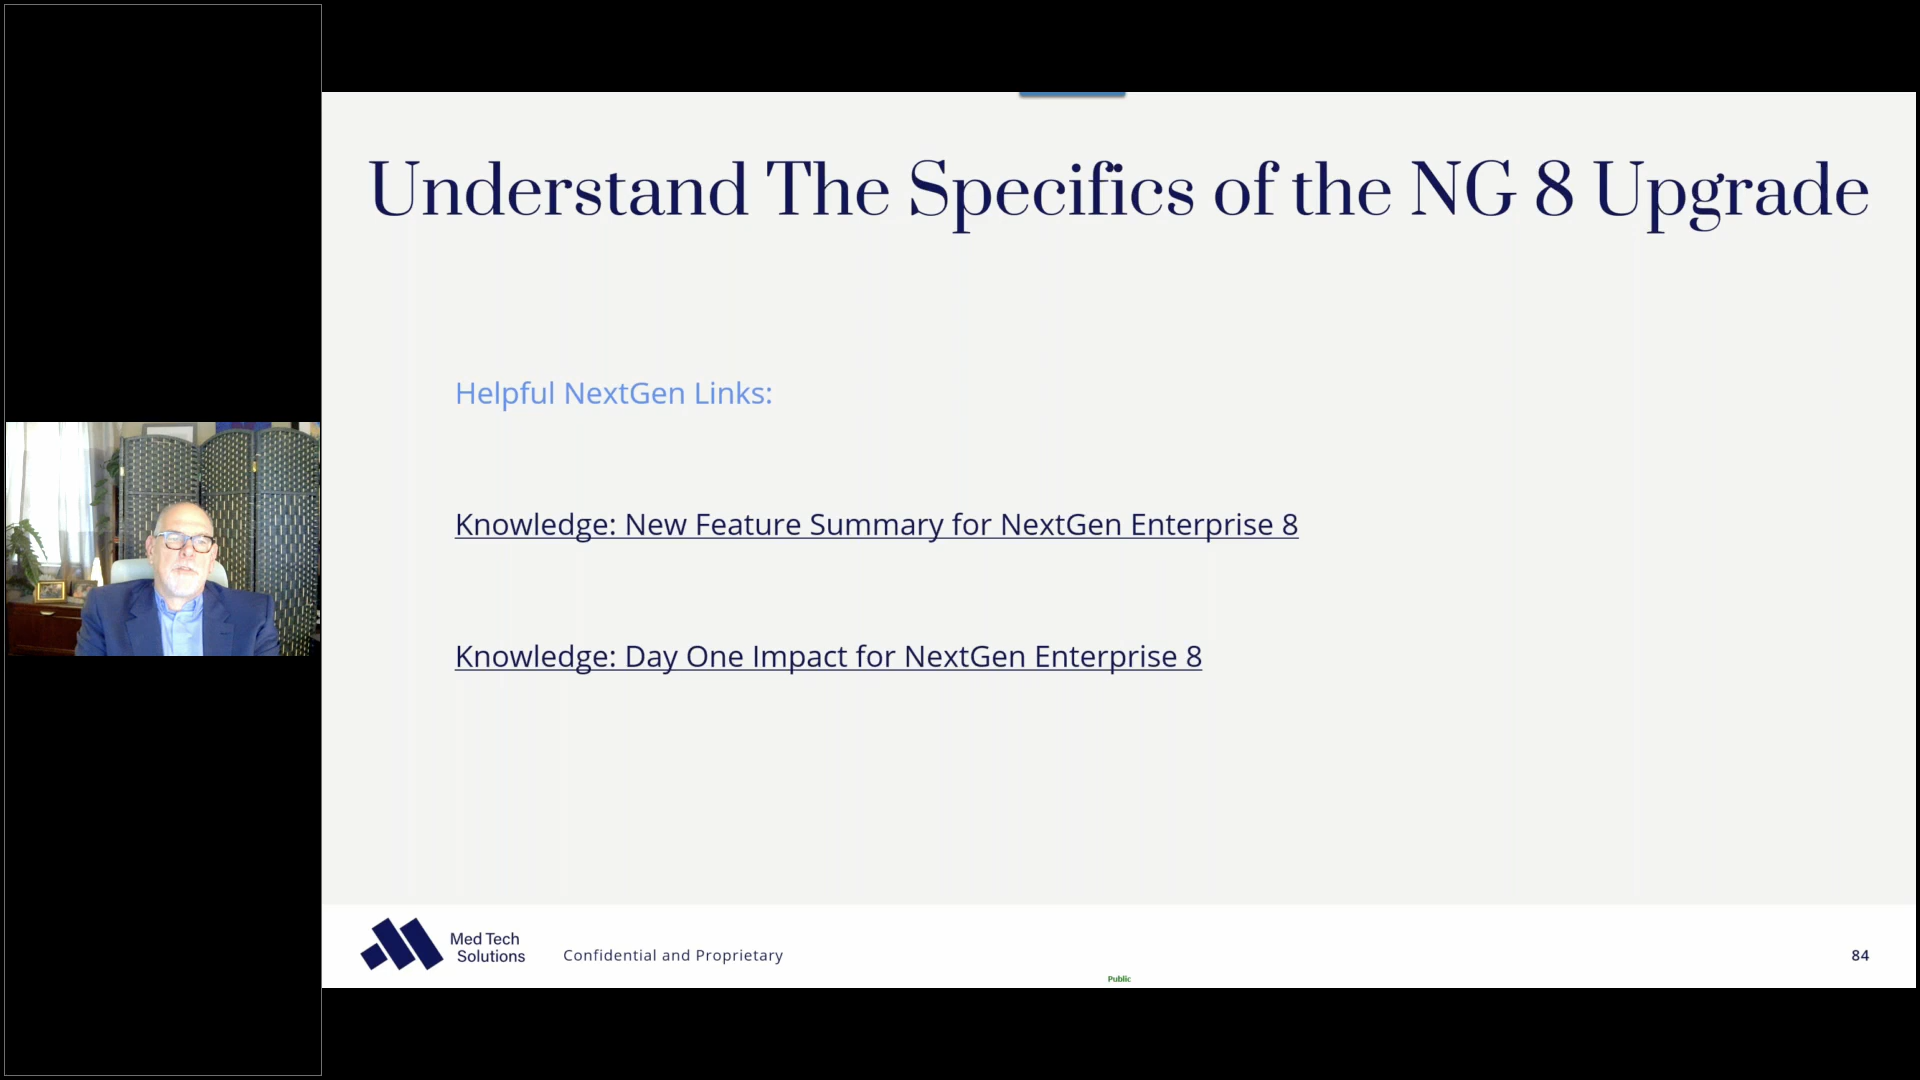 Understand The Specifics of the NG 8 Upgrade
Helpful NextGen Links:
Knowledge: New Feature Summary for NextGen Enterprise 8
Knowledge: Day One Impact for NextGen Enterprise 8
Med Tech
Solutions
Confidential and Proprietary
84
Public